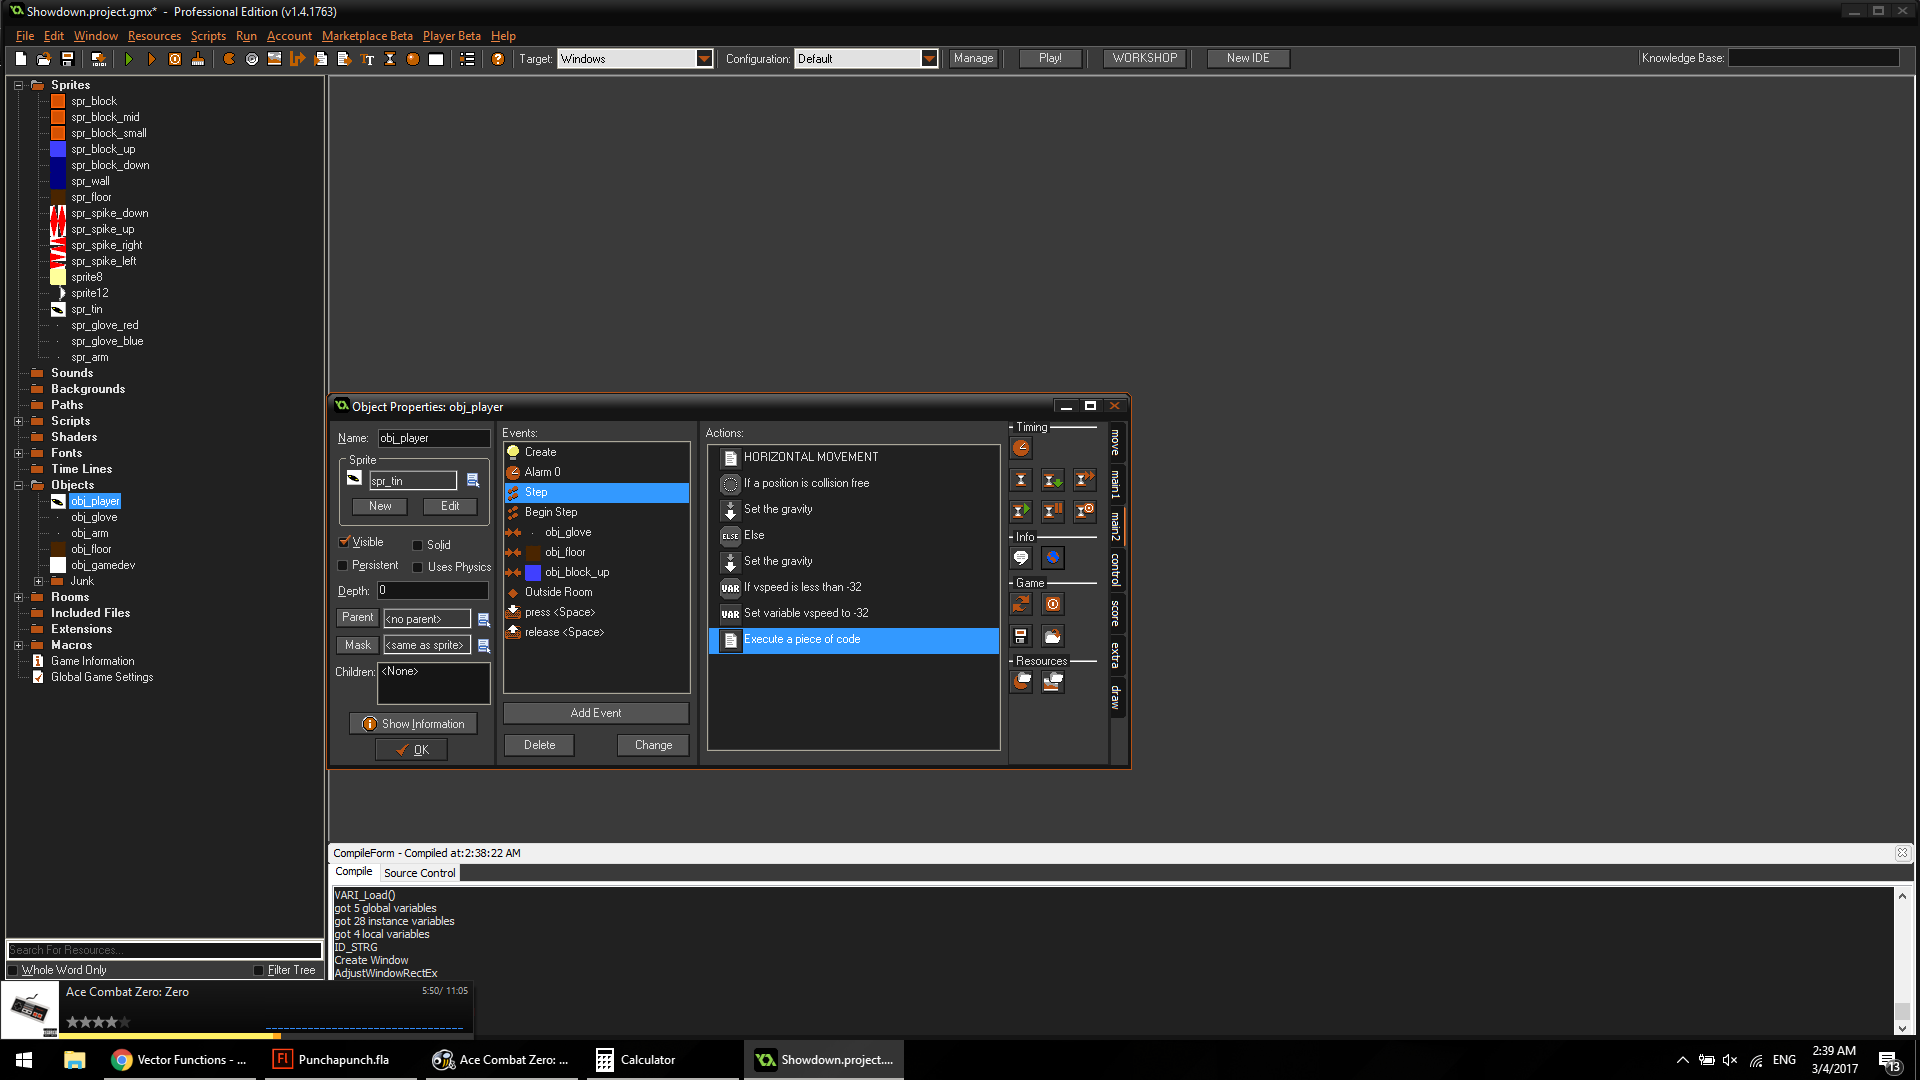 Showdown.project.gmx* - Professional Edition (v1.4.1763)
File Edit Window Resources Scripts Run Account Marketplace Beta Player Beta Help
Target: Windows Configuration: Default Manage Play! WORKSHOP New IDE Knowledge Base:
Sprites
spr_block
spr_block_mid
spr_block_small
spr_block_up
spr_block_down
spr_wall
spr_floor
spr_spike_down
spr_spike_up
spr_spike_right
spr_spike_left
sprite8
sprite12
spr_tin
spr_glove_red
spr_glove_blue
spr_arm
Sounds
Backgrounds
Paths
Scripts
Shaders
Fonts
Time Lines
Objects
obj_player
obj_glove
obj_arm
obj_floor
obj_gamedev
Junk
Rooms
Included Files
Extensions
Macros
Game Information
Global Game Settings
Search For Resources...
Whole Word Only Filter Tree
Object Properties: obj_player
Name: obj_player
Sprite
spr_tin
New Edit
Visible Solid
Persistent Uses Physics
Depth: 0
Parent <no parent>
Mask <same as sprite>
Children: <None>
Show Information
OK
Events:
Create
Alarm 0
Step
Begin Step
obj_glove
obj_floor
obj_block_up
Outside Room
press <Space>
release <Space>
Add Event
Delete Change
Actions:
HORIZONTAL MOVEMENT
If a position is collision free
Set the gravity
ELSE Else
Set the gravity
VAR If vspeed is less than -32
VAR Set variable vspeed to -32
Execute a piece of code
Timing
Info
Game
Resources
move
main1
main2
control
score
extra
draw
CompileForm - Compiled at:2:38:22 AM
Compile Source Control
VARI_Load()
got 5 global variables
got 28 instance variables
got 4 local variables
ID_STRG
Create Window
AdjustWindowRectEx
Ace Combat Zero: Zero 5:50/ 11:05
Vector Functions - ... Punchapunch.fla Ace Combat Zero: ... Calculator Showdown.project....
ENG
2:39 AM
3/4/2017
13